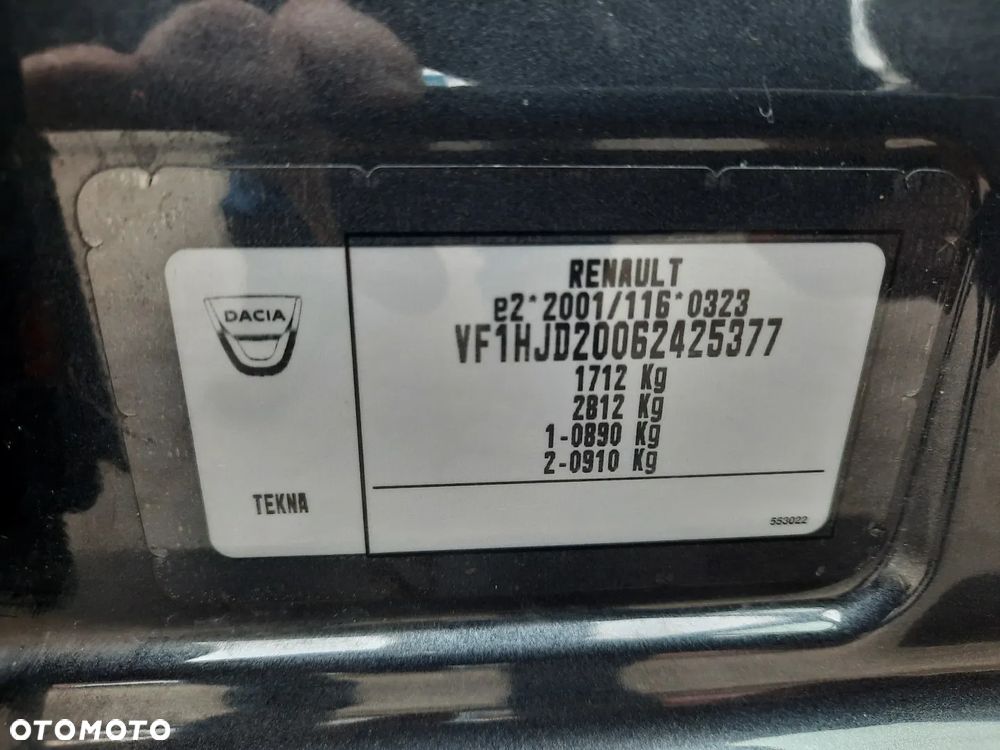 DACIA
RENAULT
e2*2001/116*0323
VF1HJD20062425377
1712 Kg
2812 Kg
1-0890 Kg
2-0910 Kg
TEKNA
553022
OTOMOTO